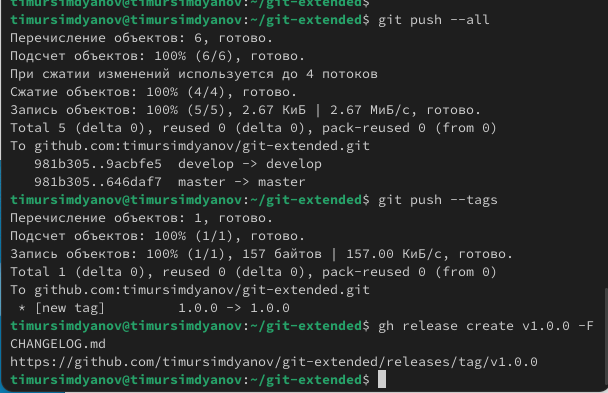 timursimdyanov@timursimdyanov:~/git-extended$
timursimdyanov@timursimdyanov:~/git-extended$ git push --all
Перечисление объектов: 6, готово.
Подсчет объектов: 100% (6/6), готово.
При сжатии изменений используется до 4 потоков
Сжатие объектов: 100% (4/4), готово.
Запись объектов: 100% (5/5), 2.67 КиБ | 2.67 МиБ/с, готово.
Total 5 (delta 0), reused 0 (delta 0), pack-reused 0 (from 0)
To github.com:timursimdyanov/git-extended.git
   981b305..9acbfe5  develop -> develop
   981b305..646daf7  master -> master
timursimdyanov@timursimdyanov:~/git-extended$ git push --tags
Перечисление объектов: 1, готово.
Подсчет объектов: 100% (1/1), готово.
Запись объектов: 100% (1/1), 157 байтов | 157.00 КиБ/с, готово.
Total 1 (delta 0), reused 0 (delta 0), pack-reused 0 (from 0)
To github.com:timursimdyanov/git-extended.git
 * [new tag]         1.0.0 -> 1.0.0
timursimdyanov@timursimdyanov:~/git-extended$ gh release create v1.0.0 -F
CHANGELOG.md
https://github.com/timursimdyanov/git-extended/releases/tag/v1.0.0
timursimdyanov@timursimdyanov:~/git-extended$